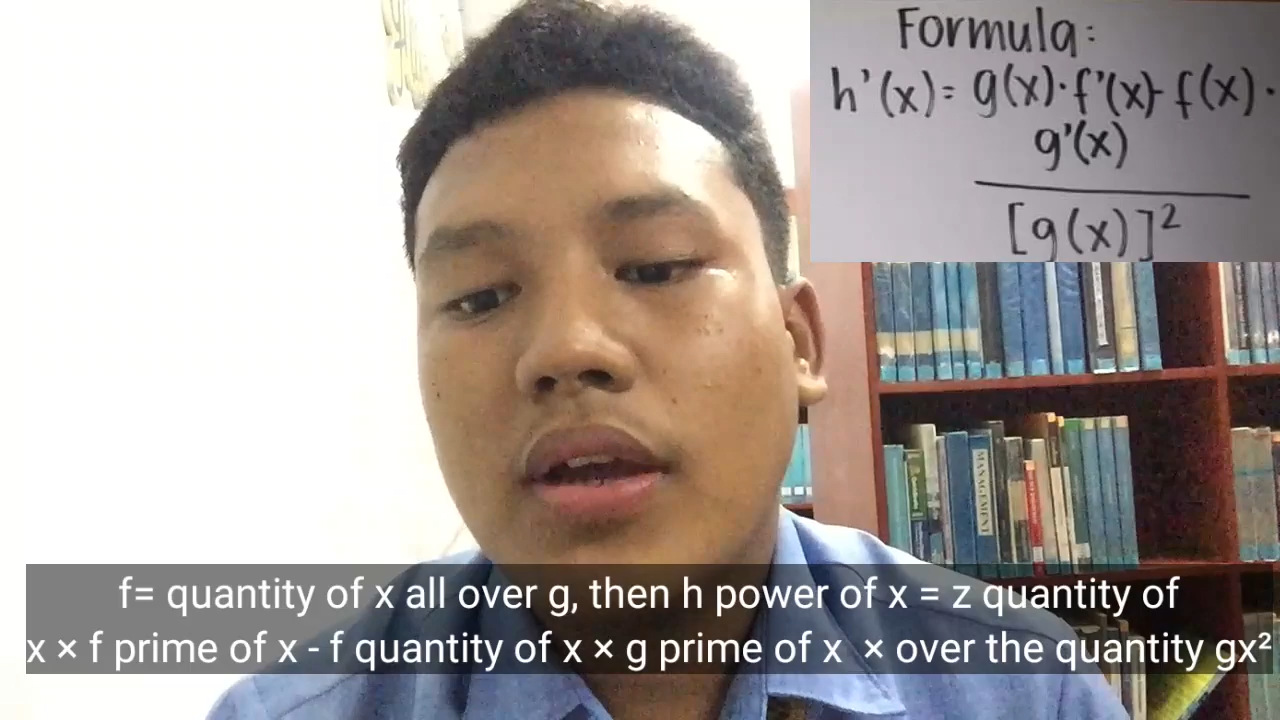 Formula:
h'(x)= g(x)·f'(x)- f(x)·
g'(x)
[g(x)]²
MANAGEMENT
f= quantity of x all over g, then h power of x = z quantity of
x × f prime of x - f quantity of x × g prime of x  × over the quantity gx²